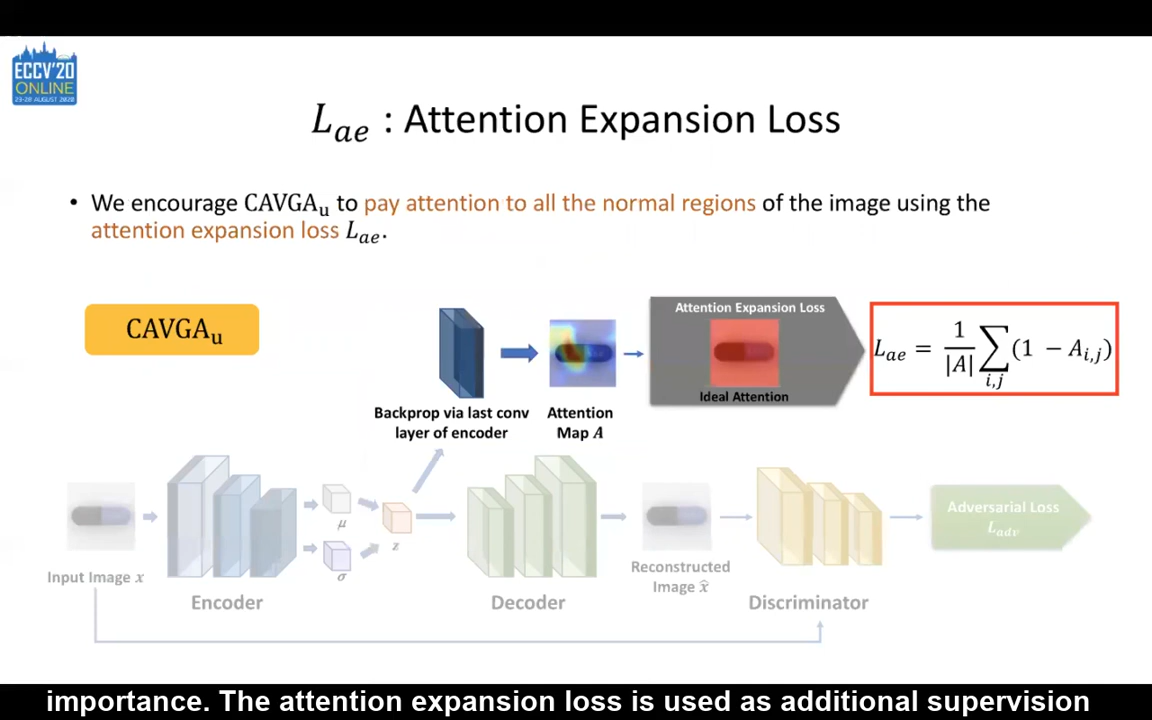 ECCV'20
ONLINE
23-28 AUGUST 2020
L_ae : Attention Expansion Loss
• We encourage CAVGA_u to pay attention to all the normal regions of the image using the
attention expansion loss L_ae.
CAVGA_u
Attention Expansion Loss
Ideal Attention
L_ae = 1/|A| ∑_{i,j} (1 − A_{i,j})
Backprop via last conv
layer of encoder
Attention
Map A
Input Image x
Encoder
μ
σ
z
Decoder
Reconstructed
Image x̂
Discriminator
Adversarial Loss
L_adv
importance. The attention expansion loss is used as additional supervision